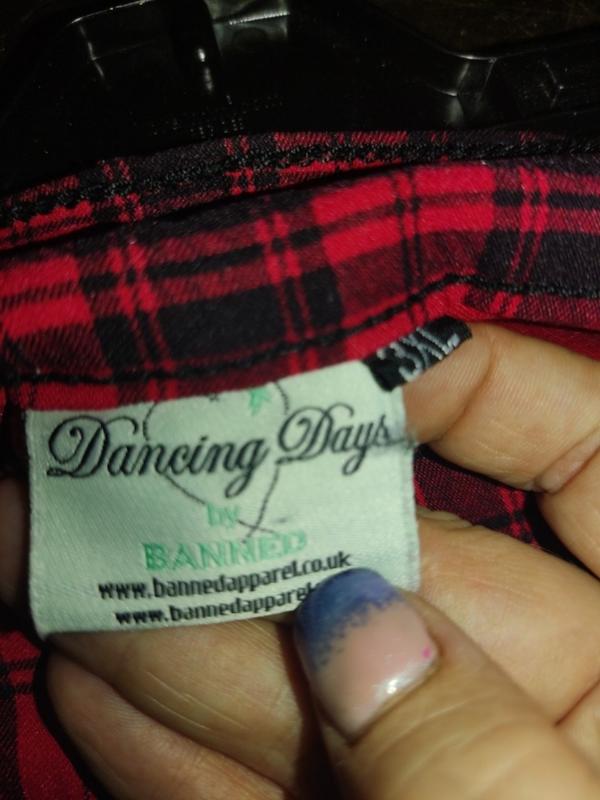 3XL
Dancing Days
by
BANNED
www.bannedapparel.co.uk
www.bannedapparel